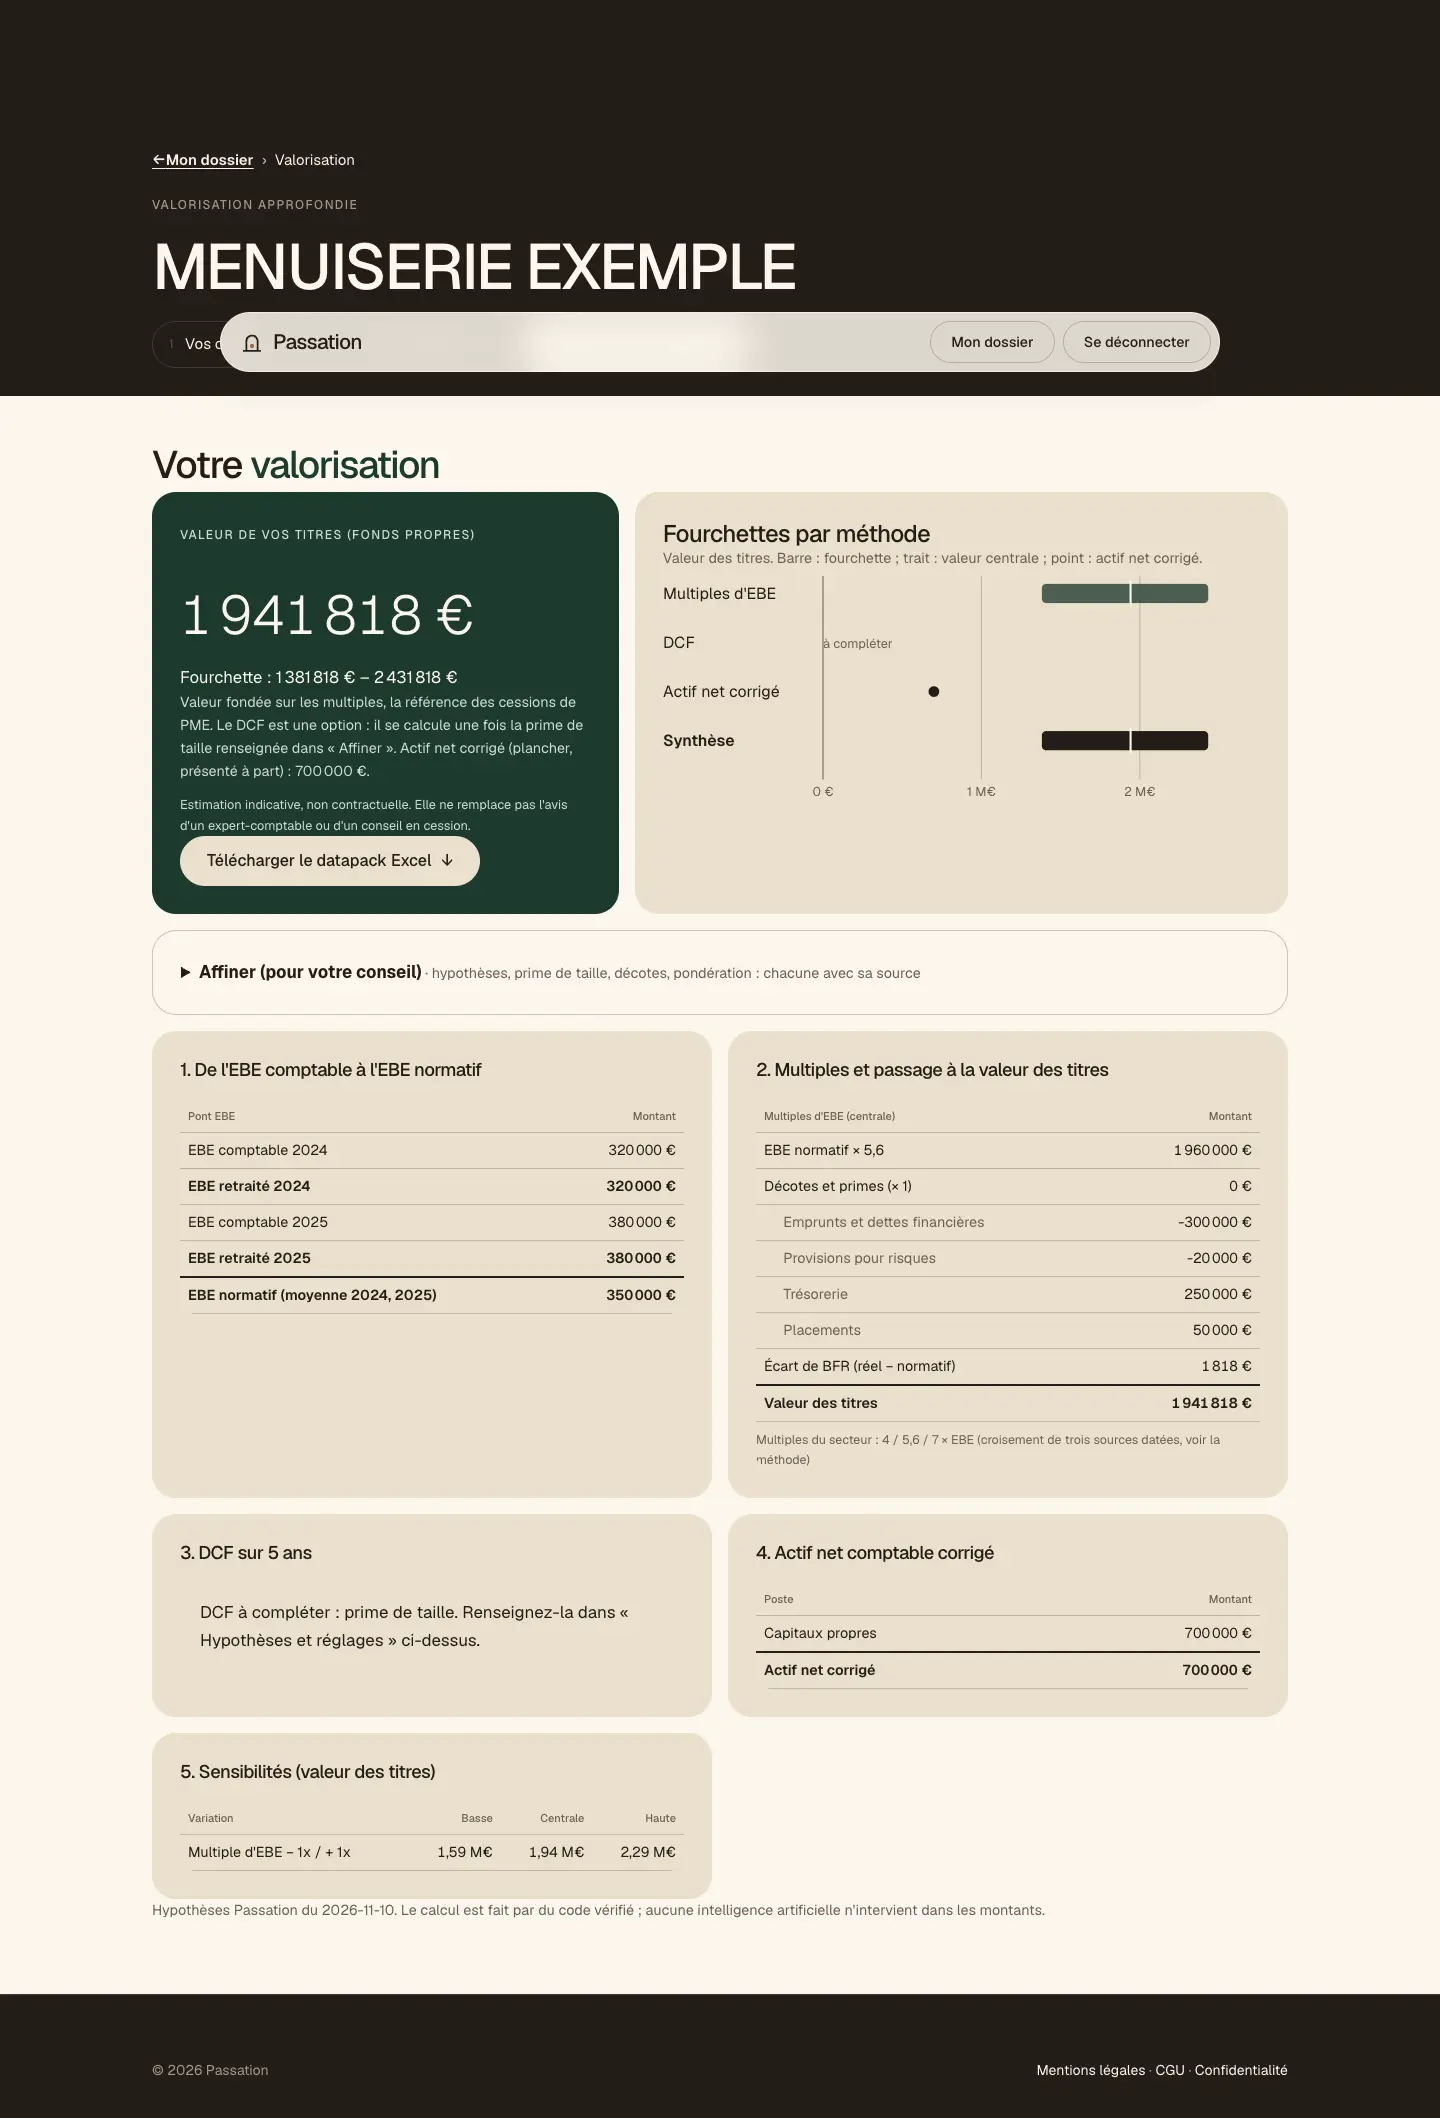 ←Mon dossier › Valorisation
VALORISATION APPROFONDIE
MENUISERIE EXEMPLE
1 Vos
Passation
Mon dossier
Se déconnecter
Votre valorisation
VALEUR DE VOS TITRES (FONDS PROPRES)
1 941 818 €
Fourchette : 1 381 818 € – 2 431 818 €
Valeur fondée sur les multiples, la référence des cessions de
PME. Le DCF est une option : il se calcule une fois la prime de
taille renseignée dans « Affiner ». Actif net corrigé (plancher,
présenté à part) : 700 000 €.
Estimation indicative, non contractuelle. Elle ne remplace pas l'avis
d'un expert-comptable ou d'un conseil en cession.
Télécharger le datapack Excel ↓
Fourchettes par méthode
Valeur des titres. Barre : fourchette ; trait : valeur centrale ; point : actif net corrigé.
Multiples d'EBE
DCF à compléter
Actif net corrigé
Synthèse
0 € 1 M€ 2 M€
▶ Affiner (pour votre conseil) · hypothèses, prime de taille, décotes, pondération : chacune avec sa source
1. De l'EBE comptable à l'EBE normatif
Pont EBE Montant
EBE comptable 2024 320 000 €
EBE retraité 2024 320 000 €
EBE comptable 2025 380 000 €
EBE retraité 2025 380 000 €
EBE normatif (moyenne 2024, 2025) 350 000 €
2. Multiples et passage à la valeur des titres
Multiples d'EBE (centrale) Montant
EBE normatif × 5,6 1 960 000 €
Décotes et primes (× 1) 0 €
Emprunts et dettes financières -300 000 €
Provisions pour risques -20 000 €
Trésorerie 250 000 €
Placements 50 000 €
Écart de BFR (réel – normatif) 1 818 €
Valeur des titres 1 941 818 €
Multiples du secteur : 4 / 5,6 / 7 × EBE (croisement de trois sources datées, voir la
méthode)
3. DCF sur 5 ans
DCF à compléter : prime de taille. Renseignez-la dans «
Hypothèses et réglages » ci-dessus.
4. Actif net comptable corrigé
Poste Montant
Capitaux propres 700 000 €
Actif net corrigé 700 000 €
5. Sensibilités (valeur des titres)
Variation Basse Centrale Haute
Multiple d'EBE – 1x / + 1x 1,59 M€ 1,94 M€ 2,29 M€
Hypothèses Passation du 2026-11-10. Le calcul est fait par du code vérifié ; aucune intelligence artificielle n'intervient dans les montants.
© 2026 Passation
Mentions légales · CGU · Confidentialité